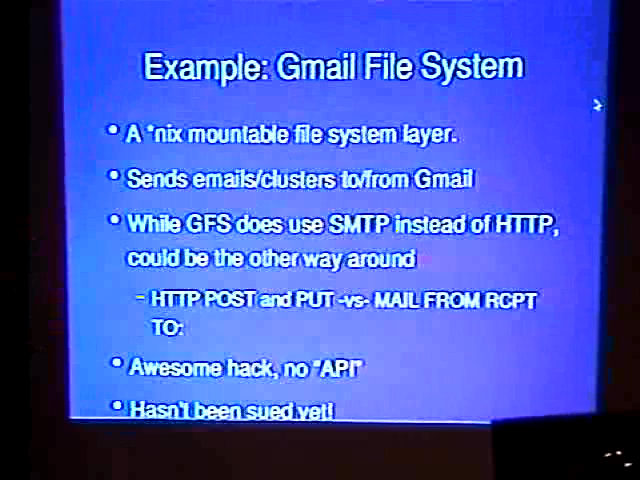 Example: Gmail File System
• A *nix mountable file system layer.
• Sends emails/clusters to/from Gmail
• While GFS does use SMTP instead of HTTP,
could be the other way around
- HTTP POST and PUT -vs- MAIL FROM RCPT
TO:
• Awesome hack, no "API"
• Hasn't been sued yet!